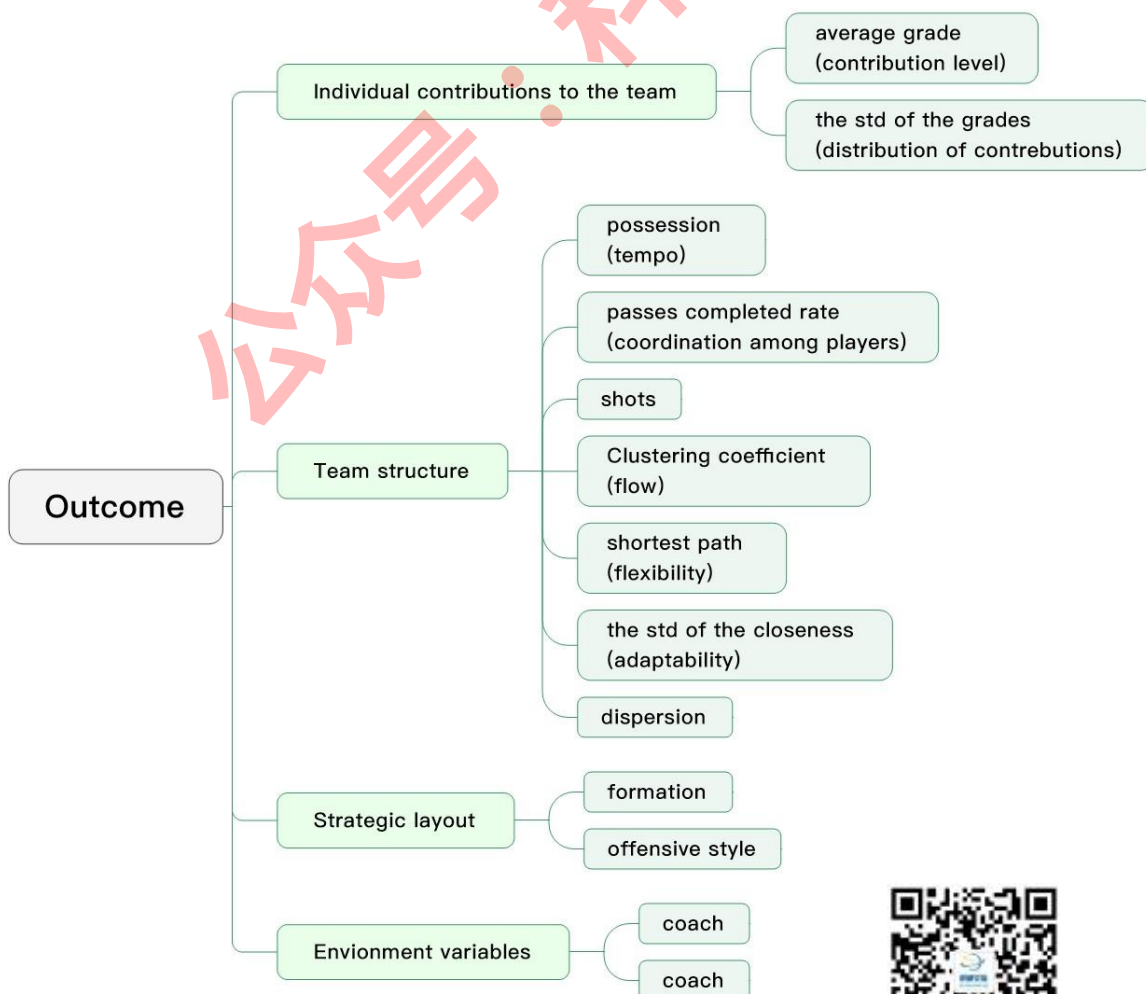 average grade
(contribution level)
Individual contributions to the team
the std of the grades
(distribution of contrebutions)
possession
(tempo)
passes completed rate
(coordination among players)
shots
Team structure
Clustering coefficient
(flow)
Outcome
shortest path
(flexibility)
the std of the closeness
(adaptability)
dispersion
formation
Strategic layout
offensive style
coach
Envionment variables
coach
公众号：